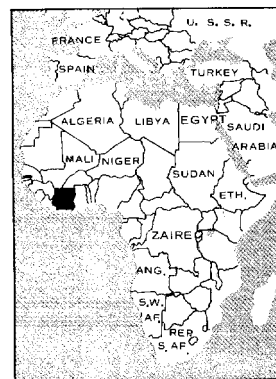 U. S. S. R.
FRANCE
SPAIN
TURKEY
ALGERIA
LIBYA
EGYPT
SAUDI
ARABIA
MALI
NIGER
SUDAN
ETH.
ZAIRE
ANG.
S.W.
AF.
REP.
S. AF.